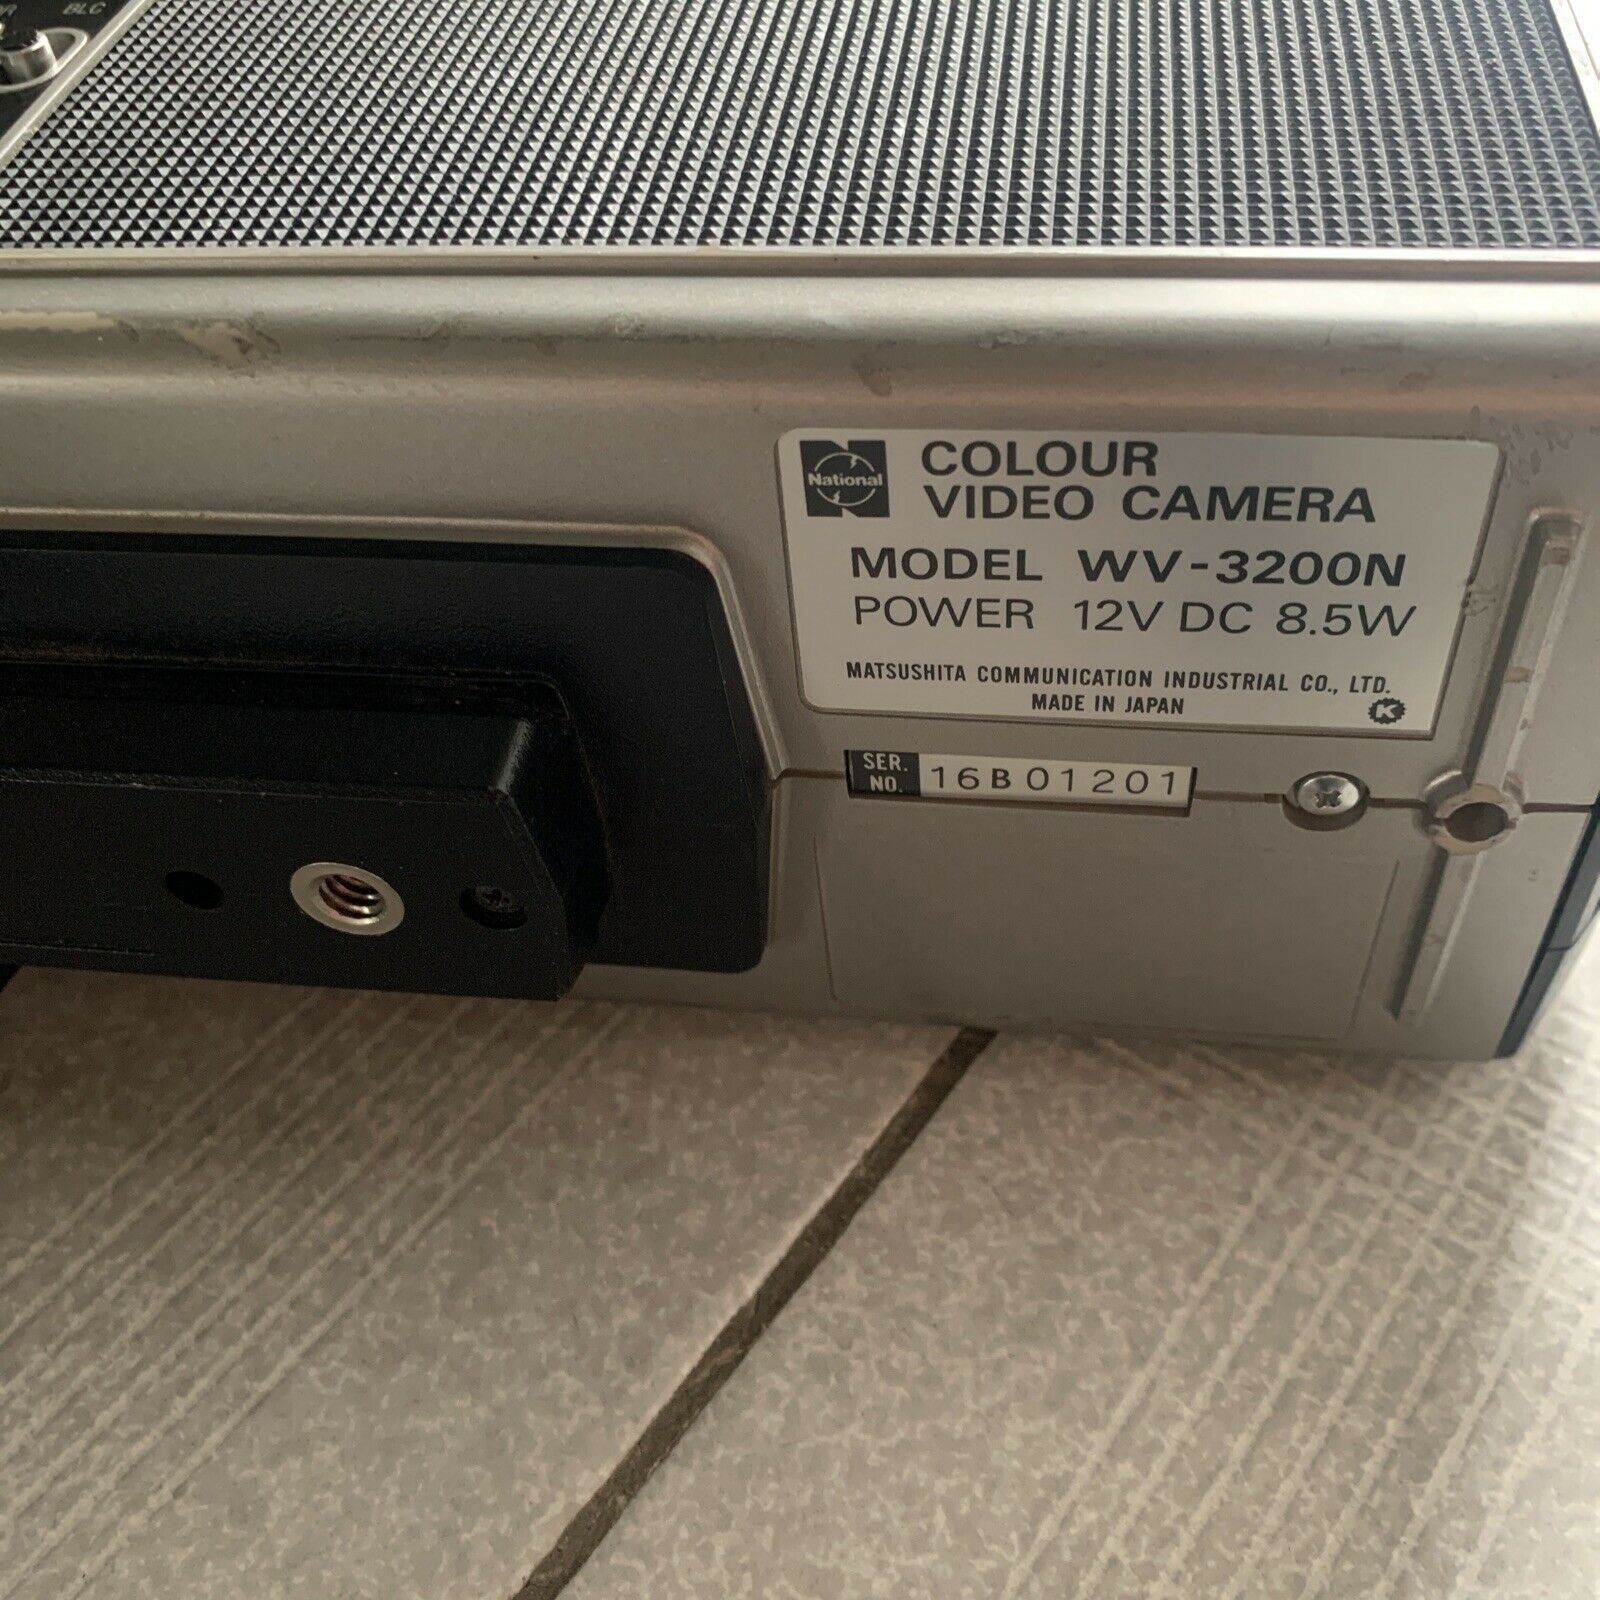 BLC
National
COLOUR
VIDEO CAMERA
MODEL WV-3200N
POWER 12V DC 8.5W
MATSUSHITA COMMUNICATION INDUSTRIAL CO., LTD.
MADE IN JAPAN
K
SER. NO. 16B01201